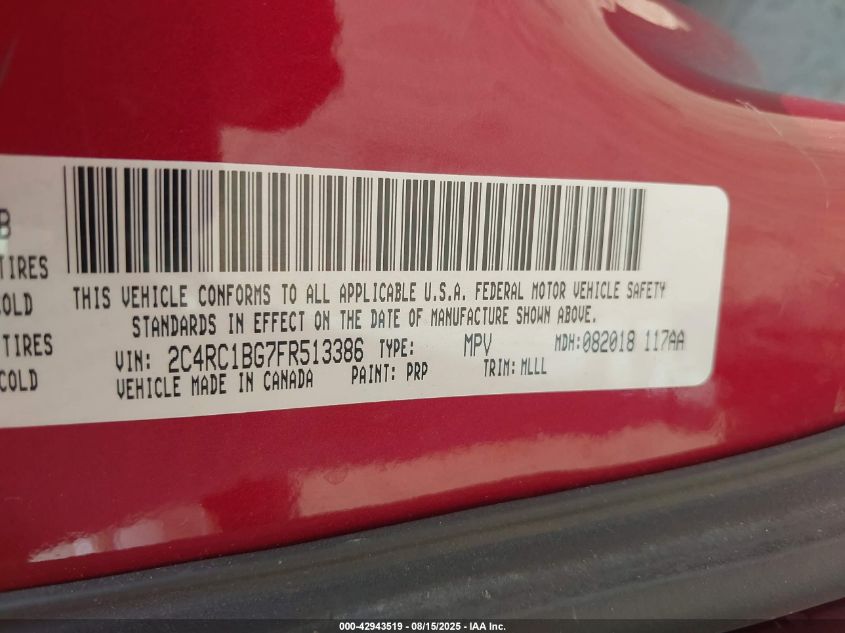 B
TIRES
COLD
TIRES
COLD
THIS VEHICLE CONFORMS TO ALL APPLICABLE U.S.A. FEDERAL MOTOR VEHICLE SAFETY
STANDARDS IN EFFECT ON THE DATE OF MANUFACTURE SHOWN ABOVE.
VIN: 2C4RC1BG7FR513386 TYPE: MPV MDH:082018 117AA
VEHICLE MADE IN CANADA PAINT: PRP TRIM: MLLL
000-42943519 - 08/15/2025 - IAA Inc.